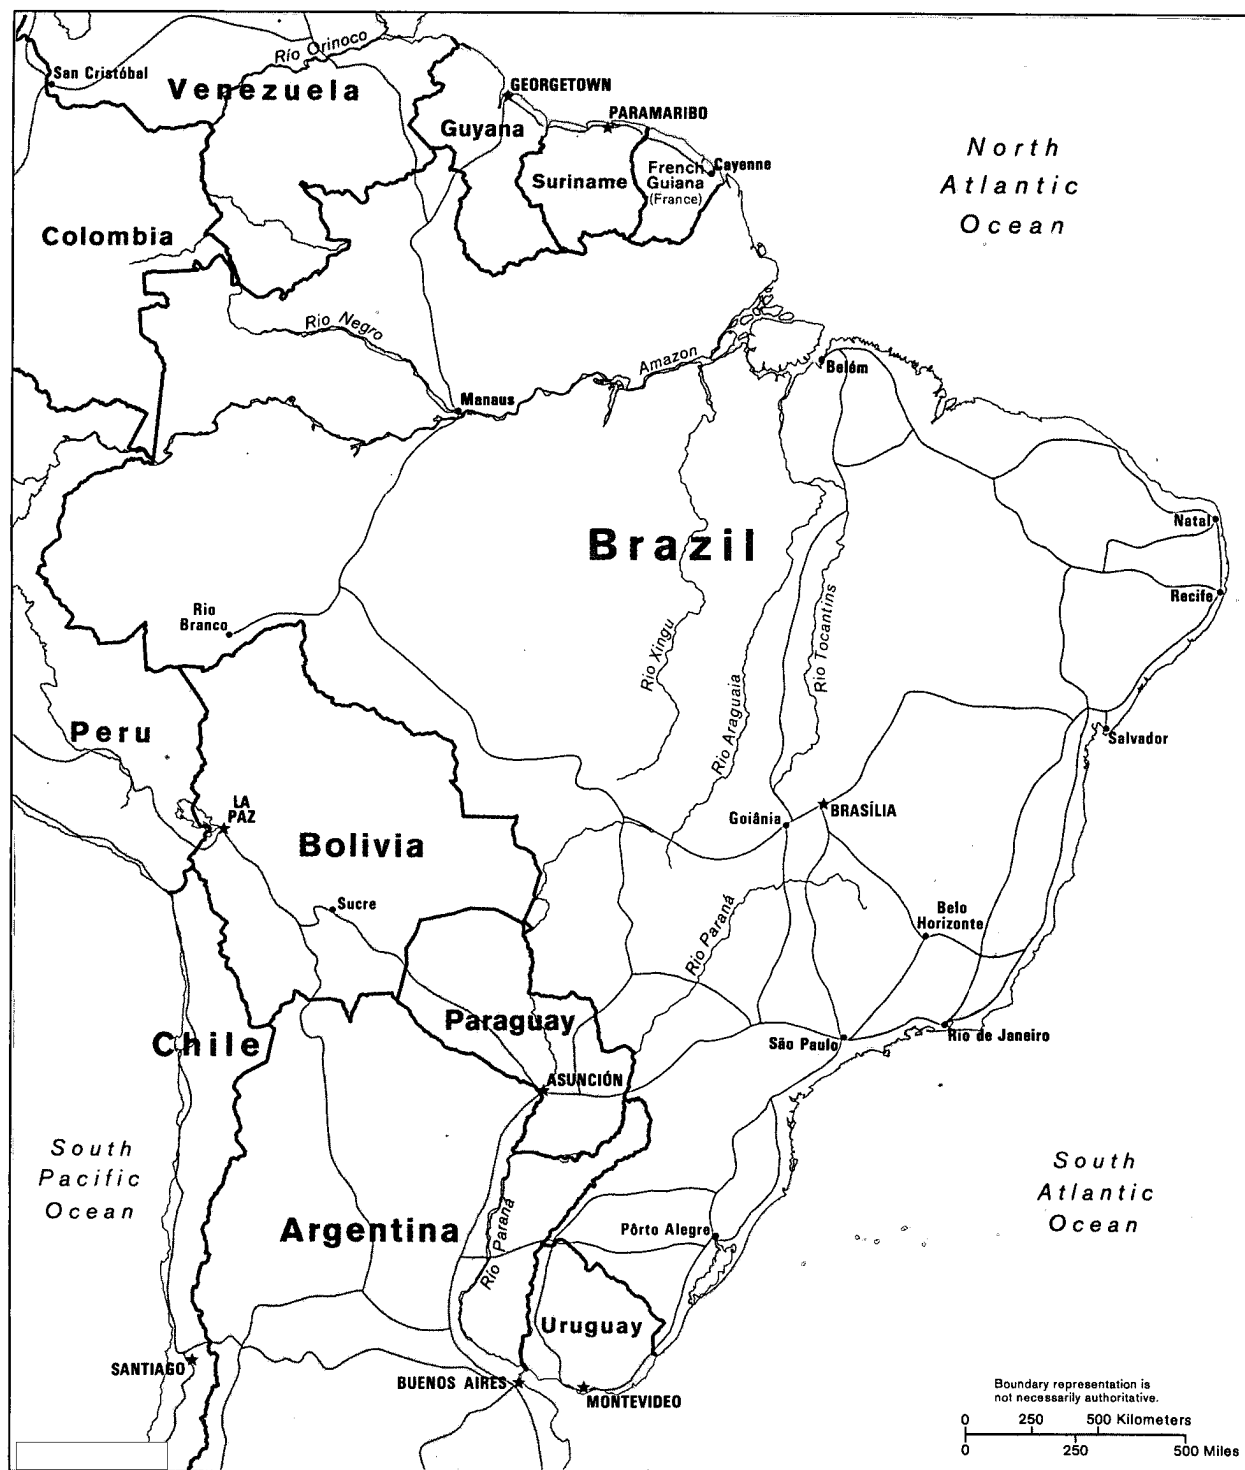 Río Orinoco
San Cristóbal
Venezuela
GEORGETOWN
PARAMARIBO
Guyana
North
Atlantic
Ocean
Suriname
French
Guiana
(France)
Cayenne
Colombia
Rio Negro
Amazon
Belém
Manaus
Brazil
Natal
Recife
Rio
Branco
Rio Xingu
Rio Araguaia
Rio Tocantins
Peru
Salvador
LA
PAZ
Goiânia
BRASÍLIA
Bolivia
Sucre
Belo
Horizonte
Rio Paraná
Paraguay
Chile
São Paulo
Rio de Janeiro
ASUNCIÓN
South
Pacific
Ocean
South
Atlantic
Ocean
Argentina
Río Paraná
Pôrto Alegre
Uruguay
SANTIAGO
BUENOS AIRES
MONTEVIDEO
Boundary representation is
not necessarily authoritative.
0 250 500 Kilometers
0 250 500 Miles